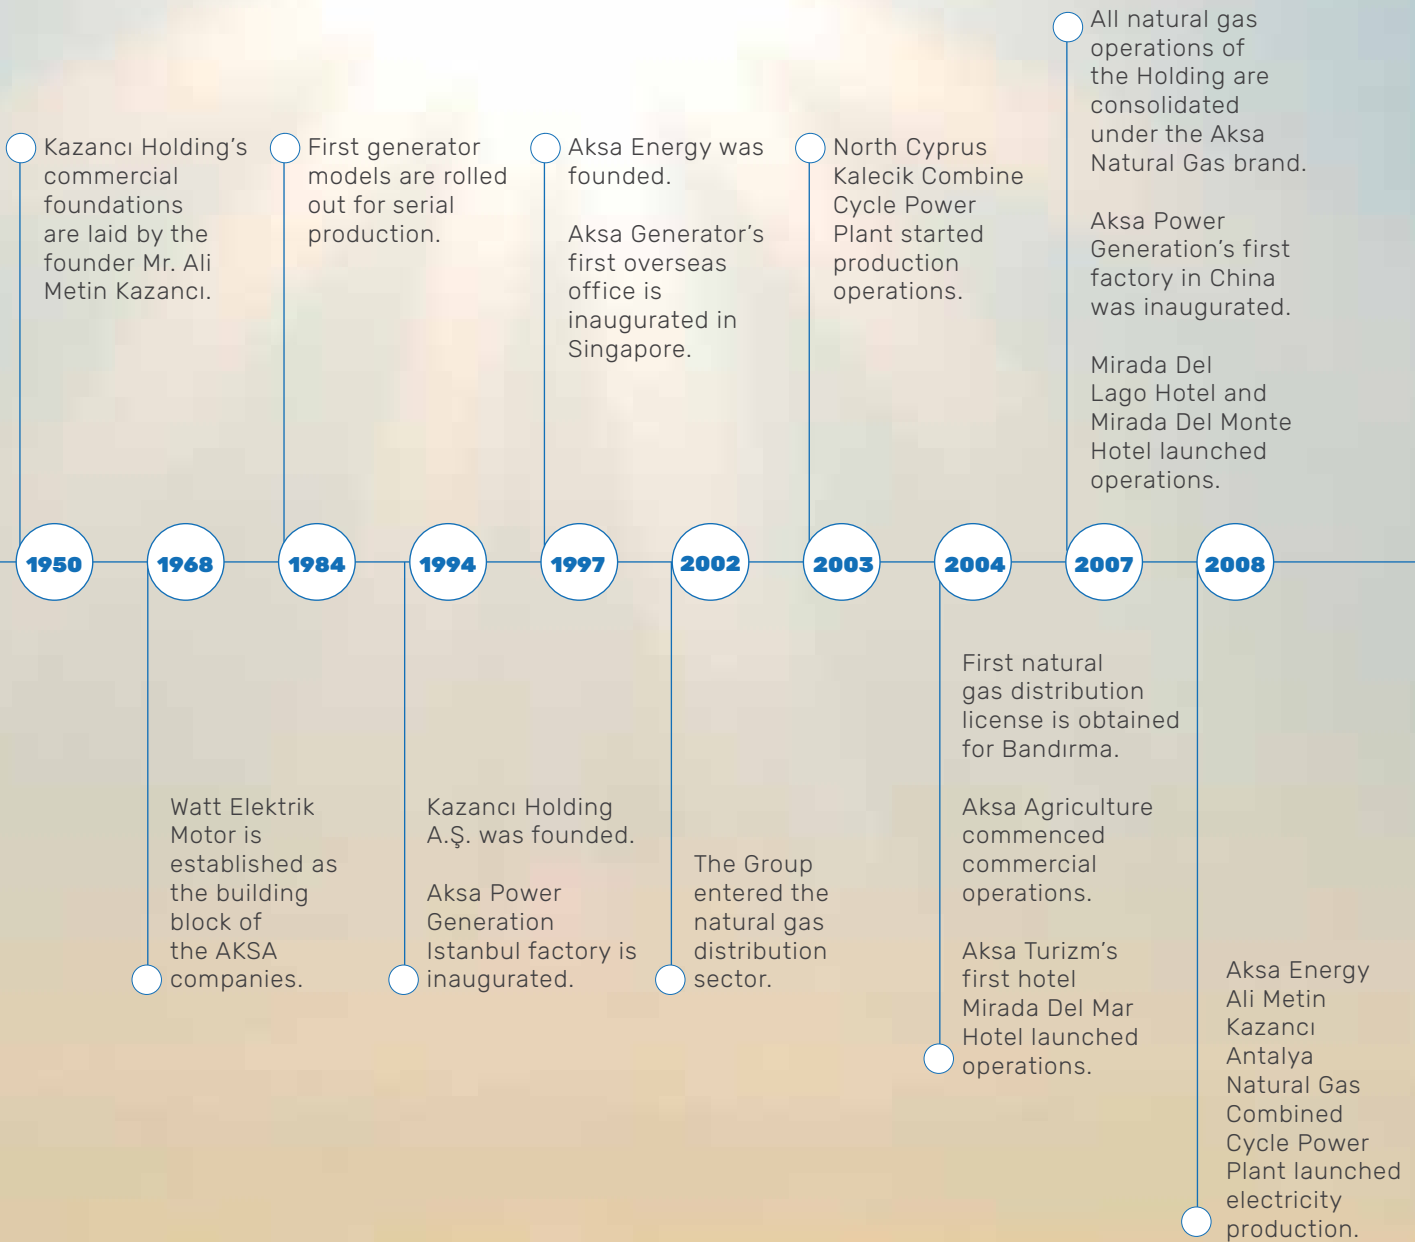 All natural gas
operations of
the Holding are
consolidated
under the Aksa
Natural Gas brand.
Aksa Power
Generation's first
factory in China
was inaugurated.
Mirada Del
Lago Hotel and
Mirada Del Monte
Hotel launched
operations.
Kazancı Holding's
commercial
foundations
are laid by the
founder Mr. Ali
Metin Kazancı.
First generator
models are rolled
out for serial
production.
Aksa Energy was
founded.
Aksa Generator's
first overseas
office is
inaugurated in
Singapore.
North Cyprus
Kalecik Combine
Cycle Power
Plant started
production
operations.
1950
1968
1984
1994
1997
2002
2003
2004
2007
2008
Watt Elektrik
Motor is
established as
the building
block of
the AKSA
companies.
Kazancı Holding
A.Ş. was founded.
Aksa Power
Generation
Istanbul factory is
inaugurated.
The Group
entered the
natural gas
distribution
sector.
First natural
gas distribution
license is obtained
for Bandırma.
Aksa Agriculture
commenced
commercial
operations.
Aksa Turizm's
first hotel
Mirada Del Mar
Hotel launched
operations.
Aksa Energy
Ali Metin
Kazancı
Antalya
Natural Gas
Combined
Cycle Power
Plant launched
electricity
production.